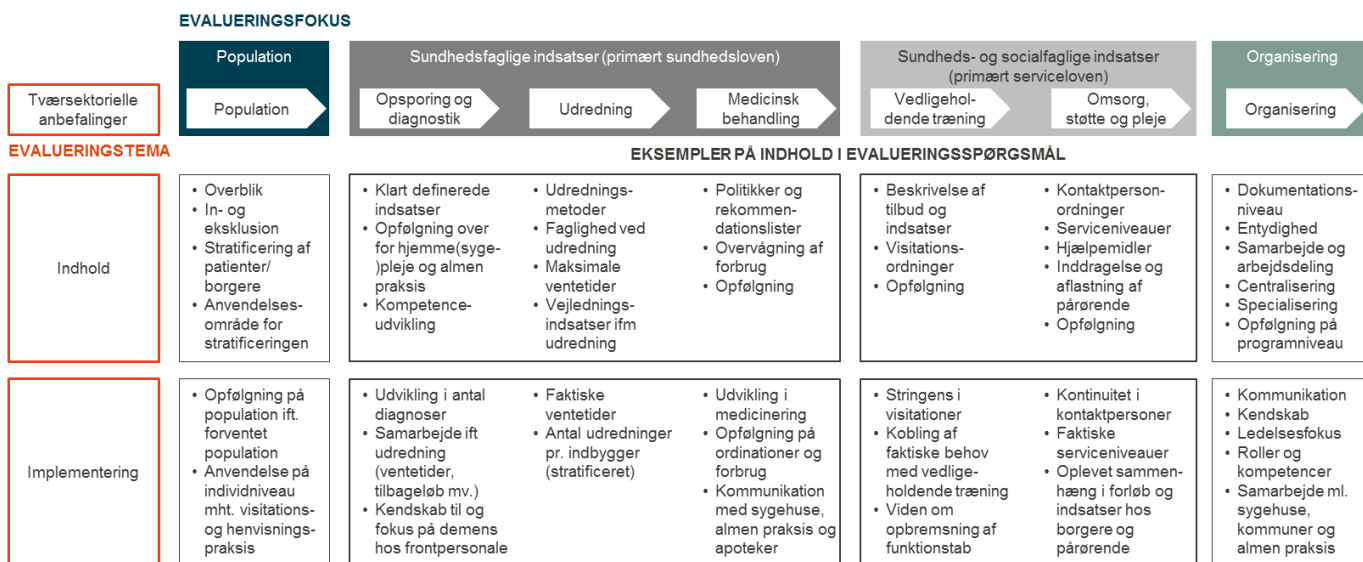 EVALUERINGSFOKUS
Population
Sundhedsfaglige indsatser (primært sundhedsloven)
Sundheds- og socialfaglige indsatser
(primært serviceloven)
Organisering
Tværsektorielle
anbefalinger
Population
Opsporing og
diagnostik
Udredning
Medicinsk
behandling
Vedligehol-
dende træning
Omsorg,
støtte og pleje
Organisering
EVALUERINGSTEMA
EKSEMPLER PÅ INDHOLD I EVALUERINGSSPØRGSMÅL
Indhold
• Overblik
• In- og
eksklusion
• Stratificering af
patienter/
borgere
• Anvendelses-
område for
stratificeringen
• Klart definerede
indsatser
• Opfølgning over
for hjemme(syge-
)pleje og almen
praksis
• Kompetence-
udvikling
• Udrednings-
metoder
• Faglighed ved
udredning
• Maksimale
ventetider
• Vejlednings-
indsatser ifm
udredning
• Politikker og
rekommen-
dationslister
• Overvågning af
forbrug
• Opfølgning
• Beskrivelse af
tilbud og
indsatser
• Visitations-
ordninger
• Opfølgning
• Kontaktperson-
ordninger
• Serviceniveauer
• Hjælpemidler
• Inddragelse og
aflastning af
pårørende
• Opfølgning
• Dokumentations-
niveau
• Entydighed
• Samarbejde og
arbejdsdeling
• Centralisering
• Specialisering
• Opfølgning på
programniveau
Implementering
• Opfølgning på
population ift.
forventet
population
• Anvendelse på
individniveau
mht. visitations-
og henvisnings-
praksis
• Udvikling i antal
diagnoser
• Samarbejde ift
udredning
(ventetider,
tilbageløb mv.)
• Kendskab til og
fokus på demens
hos frontpersonale
• Faktiske
ventetider
• Antal udredninger
pr. indbygger
(stratificeret)
• Udvikling i
medicinering
• Opfølgning på
ordinationer og
forbrug
• Kommunikation
med sygehuse,
almen praksis og
apoteker
• Stringens i
visitationer
• Kobling af
faktiske behov
med vedlige-
holdende træning
• Viden om
opbremsning af
funktionstab
• Kontinuitet i
kontaktpersoner
• Faktiske
serviceniveauer
• Oplevet sammen-
hæng i forløb og
indsatser hos
borgere og
pårørende
• Kommunikation
• Kendskab
• Ledelsesfokus
• Roller og
kompetencer
• Samarbejde ml.
sygehuse,
kommuner og
almen praksis